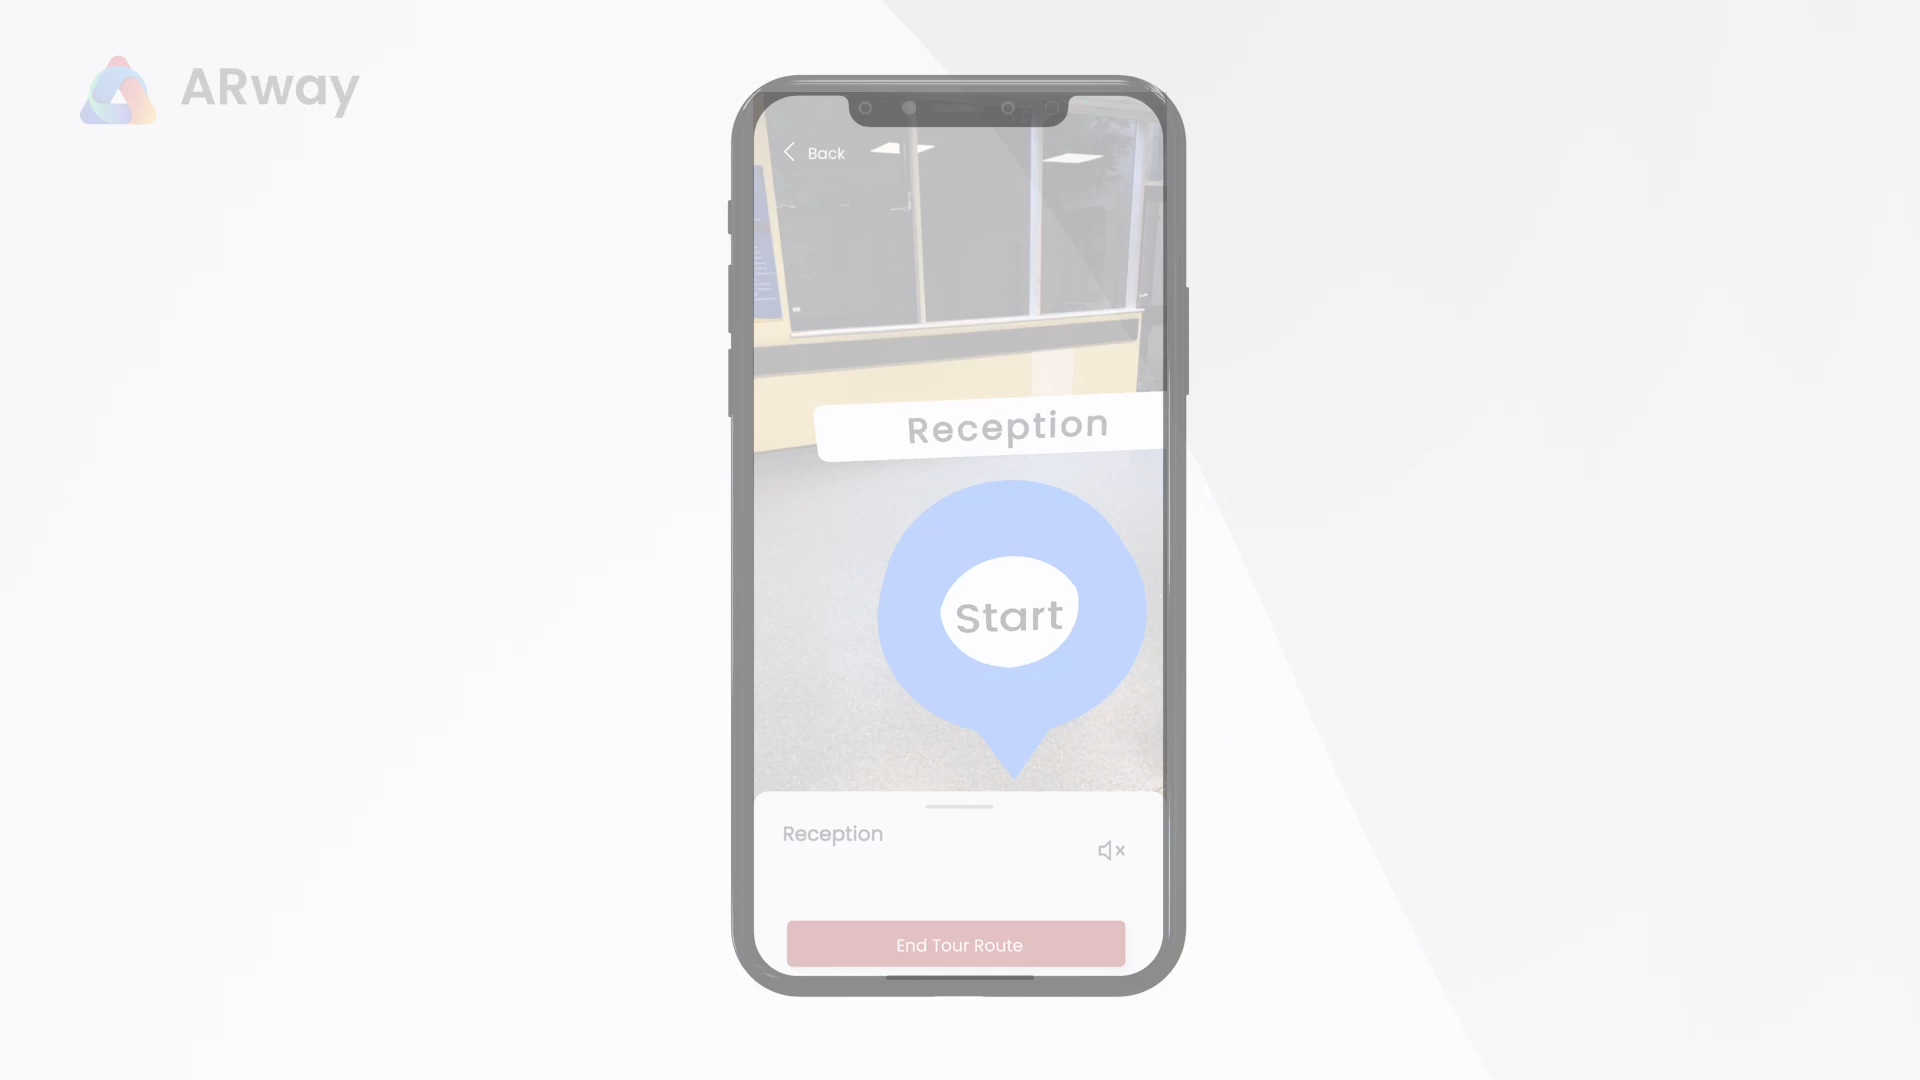 ARway
Back
Reception
Start
Reception
End Tour Route